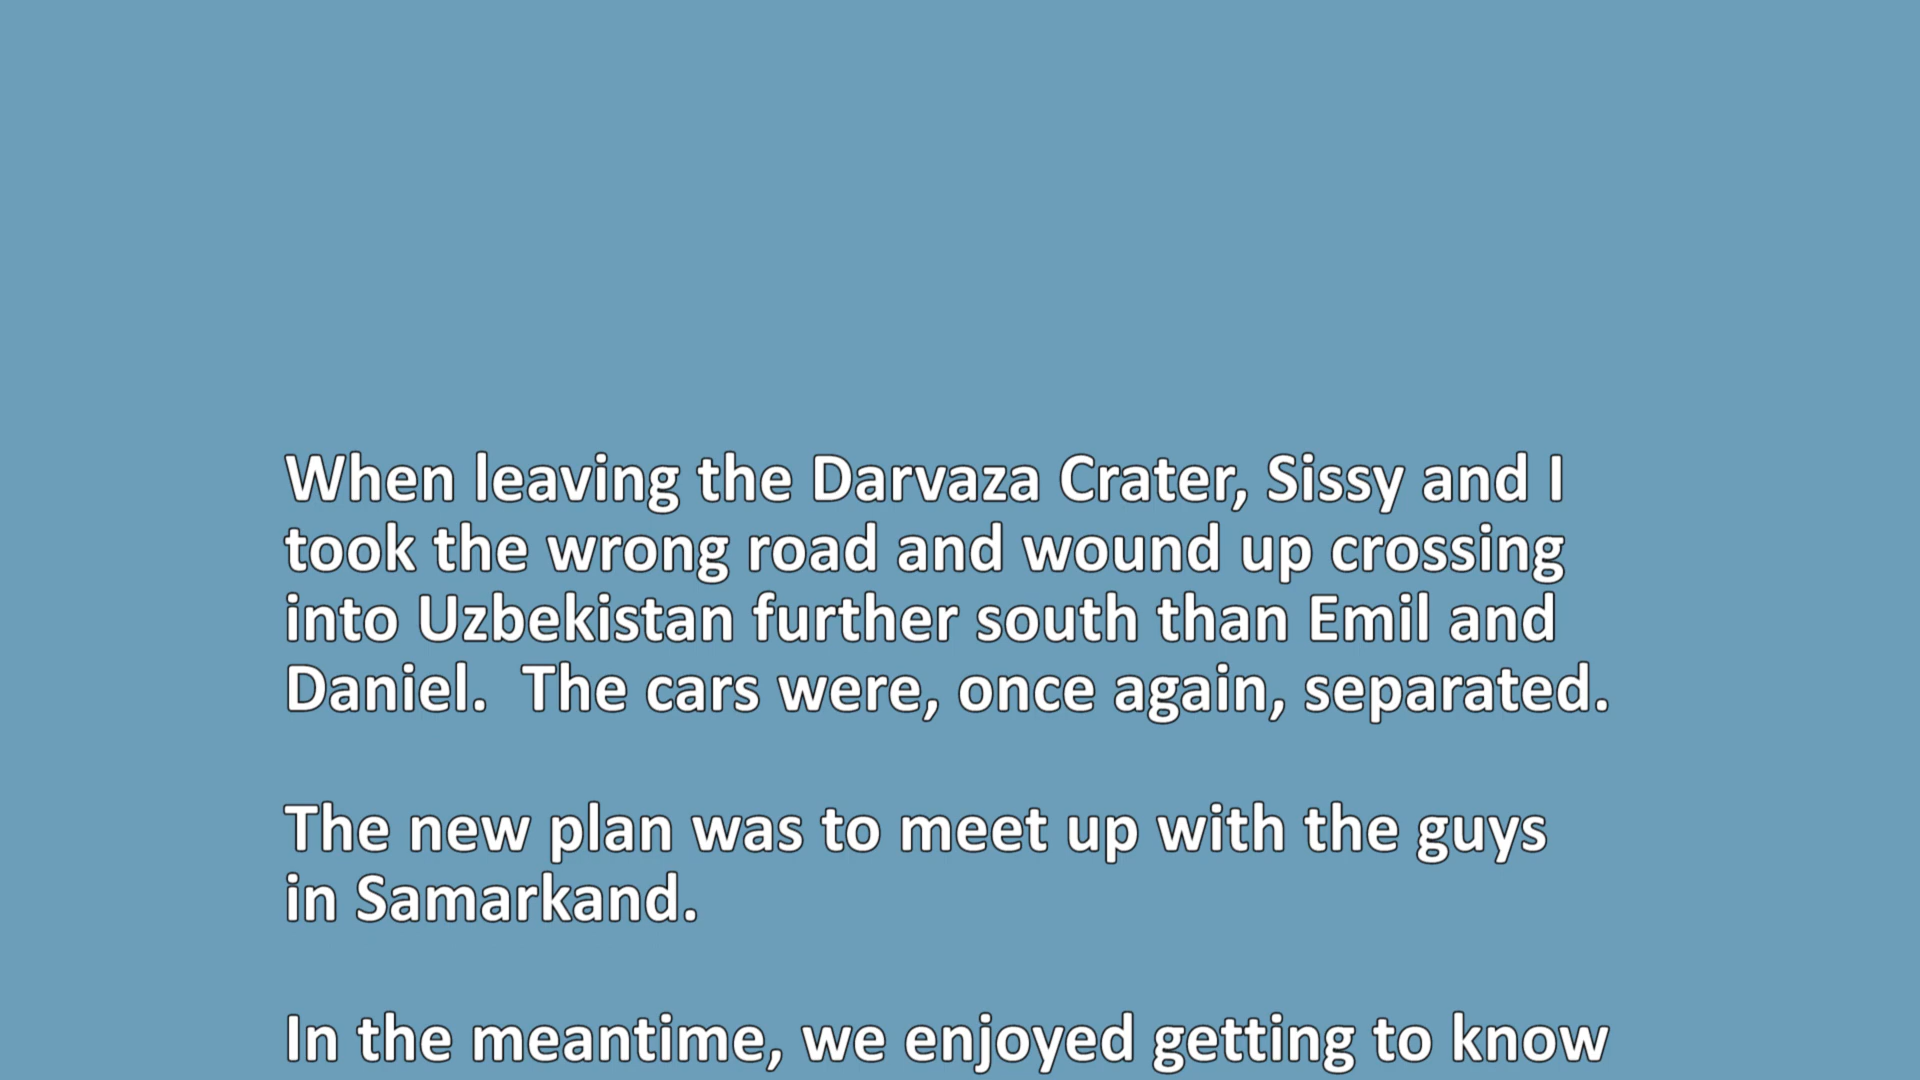 When leaving the Darvaza Crater, Sissy and I
took the wrong road and wound up crossing
into Uzbekistan further south than Emil and
Daniel.  The cars were, once again, separated.
The new plan was to meet up with the guys
in Samarkand.
In the meantime, we enjoyed getting to know